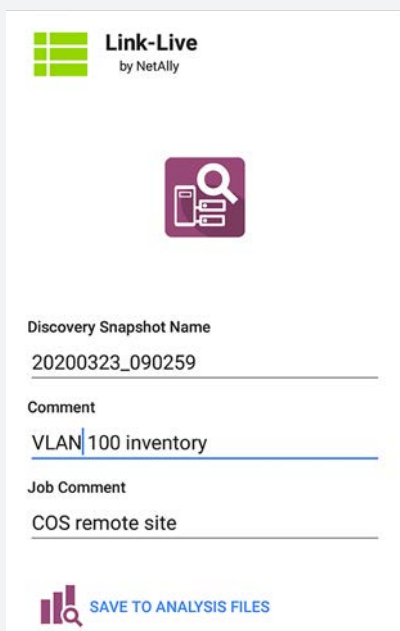 Link-Live
by NetAlly
Discovery Snapshot Name
20200323_090259
Comment
VLAN 100 inventory
Job Comment
COS remote site
SAVE TO ANALYSIS FILES